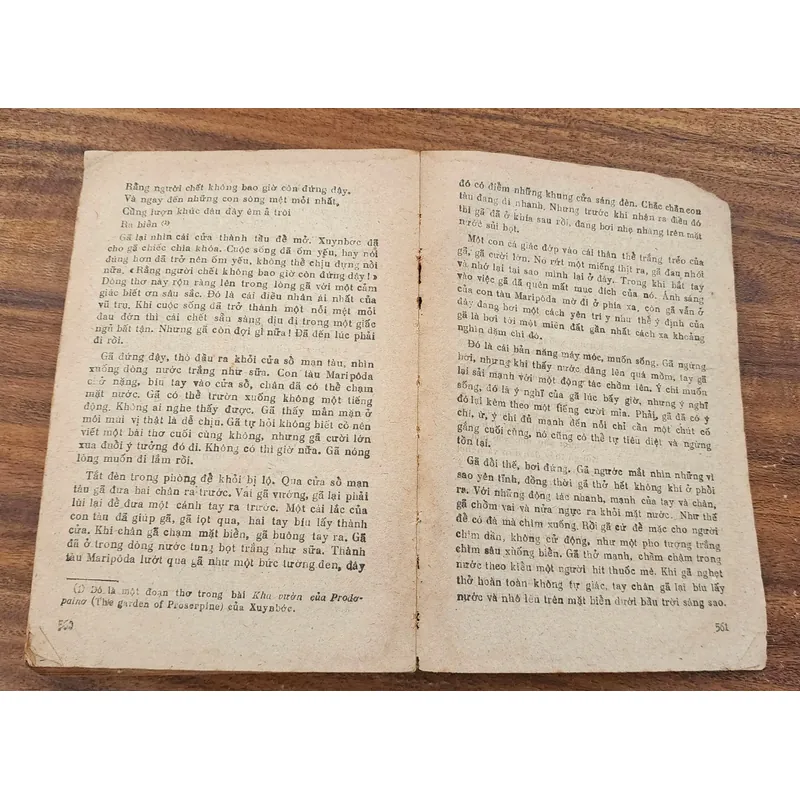 Rằng người chết không bao giờ còn đứng dậy.
Và ngay đến những con sóng mệt mỏi nhất.
Cũng lượn khúc đâu đây êm ả trôi
Ra biển (1)
Gã lại nhìn cái cửa thành tầu để mở. Xuynbơc đã
cho gã chiếc chìa khóa. Cuộc sống đã ốm yếu, hay nói
đúng hơn đã trở nên ốm yếu, không thể chịu đựng nổi
nữa. « Rằng người chết không bao giờ còn đứng dậy! »
Dòng thơ này rộn ràng lên trong lòng gã với một cảm
giác biết ơn sâu sắc. Đó là cái điều nhân ái nhất của
vũ trụ. Khi cuộc sống đã trở thành một nỗi mệt mỏi
đau đớn thì cái chết sẵn sàng dịu đi trong một giấc
ngủ bất tận. Nhưng gã còn đợi gì nữa! Đã đến lúc phải
đi rồi.
Gã đứng dậy, thò đầu ra khỏi cửa sổ mạn tàu, nhìn
xuống dòng nước trắng như sữa. Con tàu Maripôda
chở nặng, bíu tay vào cửa sổ, chân đã có thể chạm
mặt nước. Gã có thể trườn xuống không một tiếng
động. Không ai nghe thấy được. Gã thấy mằn mặn ở
môi mùi vị thật là dễ chịu. Gã tự hỏi không biết có nên
viết một bài thơ cuối cùng không, nhưng gã cười lớn
xua đuổi ý tưởng đó đi. Không có thì giờ nữa. Gã nóng
lòng muốn đi lắm rồi.
Tắt đèn trong phòng để khỏi bị lộ. Qua cửa sổ mạn
tàu gã đưa hai chân ra trước. Vai gã vướng, gã lại phải
lùi lại để đưa một cánh tay ra trước. Một cái lắc của
con tàu đã giúp gã, gã lọt qua, hai tay bíu lấy thành
cửa. Khi chân gã chạm mặt biển, gã buông tay ra. Gã
đã ở trong dòng nước tung bọt trắng như sữa. Thành
tàu Maripôda lướt qua gã như một bức tường đen, đây
(1) Đó là một đoạn thơ trong bài Khu vườn của Prodơ-
painơ (The garden of Proserpine) của Xuynbớc.
560
đó có điểm những khung cửa sáng đèn. Chắc chắn con
tàu đang đi nhanh. Nhưng trước khi nhận ra điều đó
thì gã đã ở khía sau rồi, đang bơi nhẹ nhàng trên mặt
nước sủi bọt.
Một con cá giác đớp vào cái thân thể trắng trẻo của
gã, gã cười lớn. Nó rứt một miếng thịt ra, gã đau nhói
và nhớ lại tại sao mình lại ở đây. Trong khi bắt tay
vào việc gã đã quên mất mục đích của nó. Ánh sáng
của con tàu Maripôda mờ đi ở phía xa, còn gã vẫn ở
đây đang bơi một cách yên trí y như thể ý định của
gã là bơi tới một miền đất gần nhất cách xa khoảng
nghìn dặm chi đó.
Đó là cái bản năng máy móc, muốn sống. Gã ngừng
bơi, nhưng khi thấy nước dâng lên quá mồm, tay gã
lại sải mạnh với một động tác chồm lên. Ý chí muốn
sống, đó là ý nghĩ của gã lúc bấy giờ, nhưng ý nghĩ
đó lại kèm theo một tiếng cười mỉa. Phải, gã đã có ý
chí, ừ, ý chí đủ mạnh đến nỗi chỉ cần một chút cố
gắng cuối cùng, nó cũng có thể tự tiêu diệt và ngừng
tồn tại.
Gã đổi thế, bơi đứng. Gã ngước mắt nhìn những vì
sao yên tĩnh, đồng thời gã thở hết không khí ở phổi
ra. Với những động tác nhanh, mạnh của tay và chân,
gã chồm vai và nửa ngực ra khỏi mặt nước. Như thế
để có đà mà chìm xuống. Rồi gã cứ để mặc cho người
chìm dần, không cử động, như một pho tượng trắng
chìm sâu xuống biển. Gã thở mạnh, chầm chậm trong
nước theo kiểu một người hít thuốc mê. Khi gã nghẹt
thở hoàn toàn không tự giác, tay chân gã lại bíu lấy
nước và nhô lên trên mặt biển dưới bầu trời sáng sao.
561